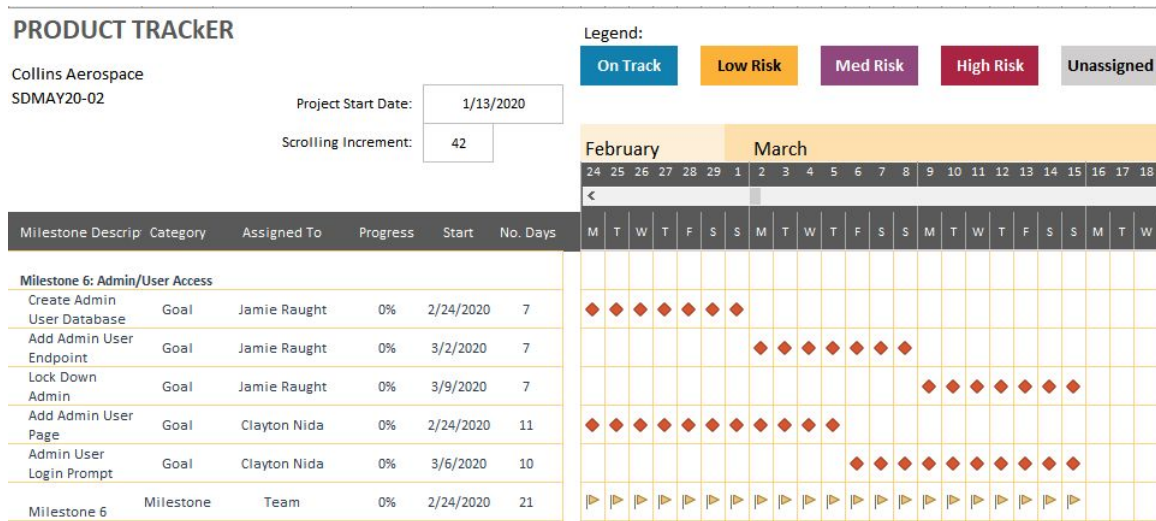 PRODUCT TRACkER
Legend:
On Track Low Risk Med Risk High Risk Unassigned
Collins Aerospace
SDMAY20-02
Project Start Date: 1/13/2020
Scrolling Increment: 42
February March
24 25 26 27 28 29 1 2 3 4 5 6 7 8 9 10 11 12 13 14 15 16 17 18
Milestone Descrip Category Assigned To Progress Start No. Days M T W T F S S M T W T F S S M T W T F S S M T W
Milestone 6: Admin/User Access
Create Admin
User Database Goal Jamie Raught 0% 2/24/2020 7
Add Admin User
Endpoint Goal Jamie Raught 0% 3/2/2020 7
Lock Down
Admin Goal Jamie Raught 0% 3/9/2020 7
Add Admin User
Page Goal Clayton Nida 0% 2/24/2020 11
Admin User
Login Prompt Goal Clayton Nida 0% 3/6/2020 10
Milestone 6 Milestone Team 0% 2/24/2020 21